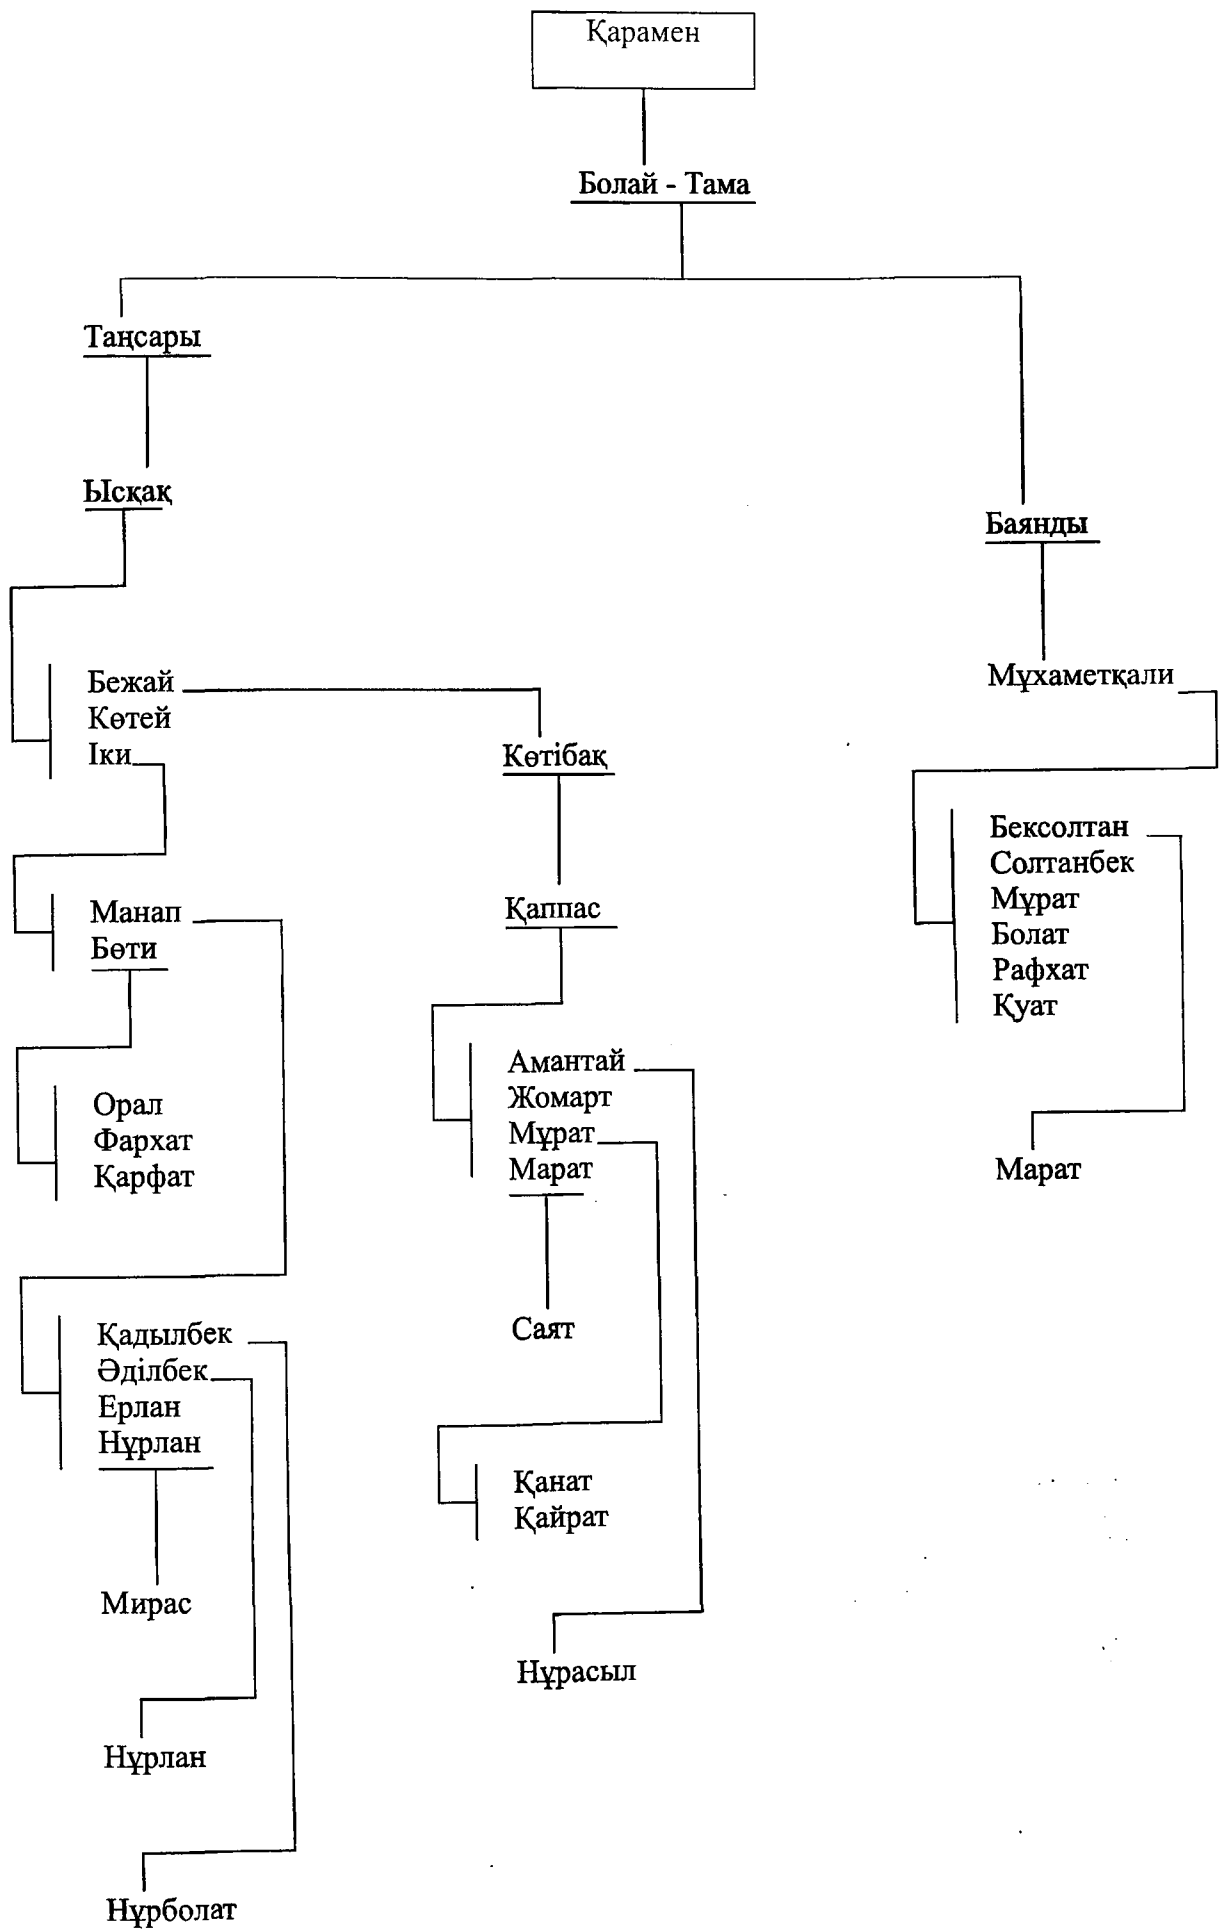 Қарамен
Болай - Тама
Таңсары
Ысқақ
Баянды
Бежай
Көтей
Іки
Көтібақ
Мұхаметқали
Манап
Бөти
Қаппас
Бексолтан
Солтанбек
Мұрат
Болат
Рафхат
Қуат
Орал
Фархат
Қарфат
Амантай
Жомарт
Мұрат
Марат
Марат
Қадылбек
Әділбек
Ерлан
Нұрлан
Саят
Қанат
Қайрат
Мирас
Нұрасыл
Нұрлан
Нұрболат